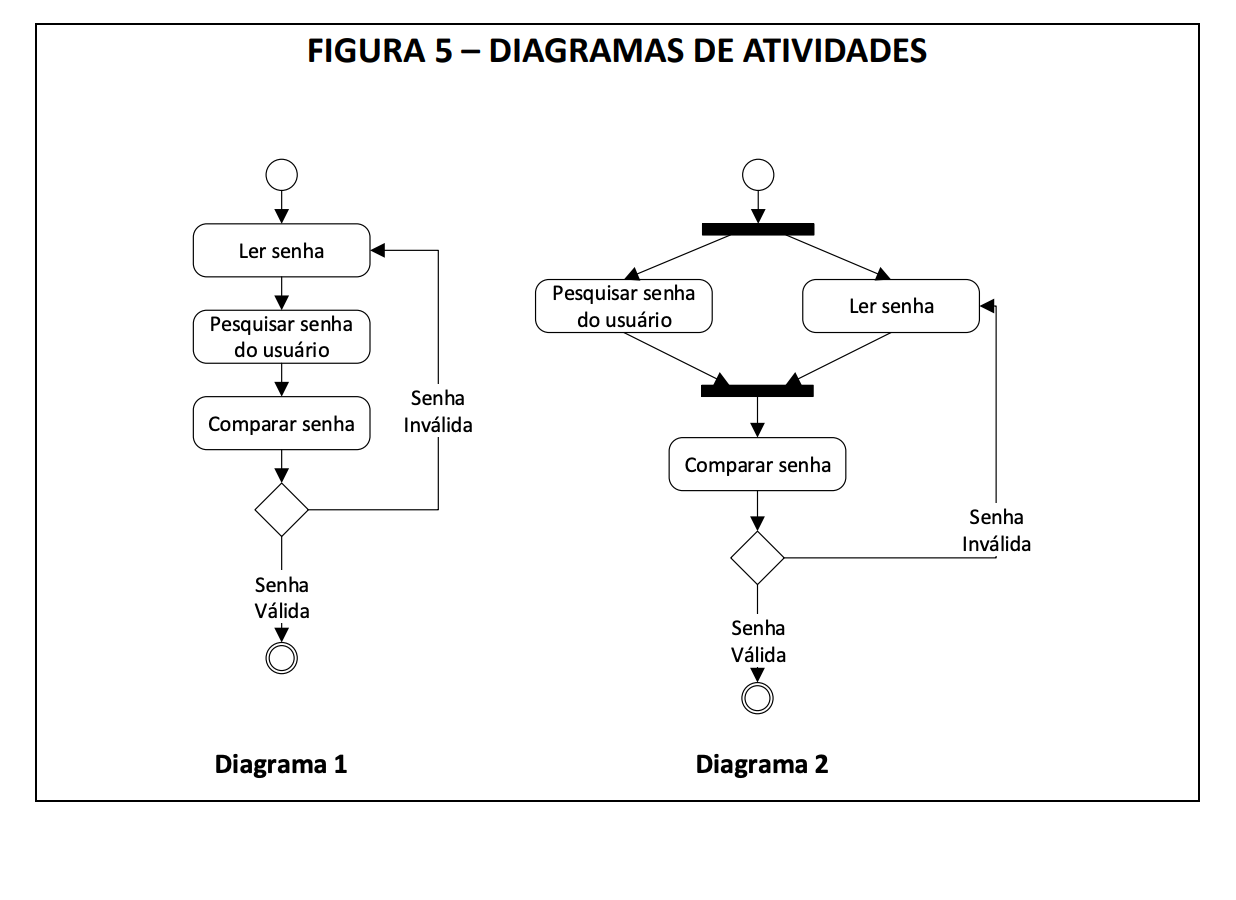 FIGURA 5 – DIAGRAMAS DE ATIVIDADES
Ler senha
Pesquisar senha
do usuário
Comparar senha
Senha
Inválida
Senha
Válida
Diagrama 1
Pesquisar senha
do usuário
Ler senha
Comparar senha
Senha
Inválida
Senha
Válida
Diagrama 2